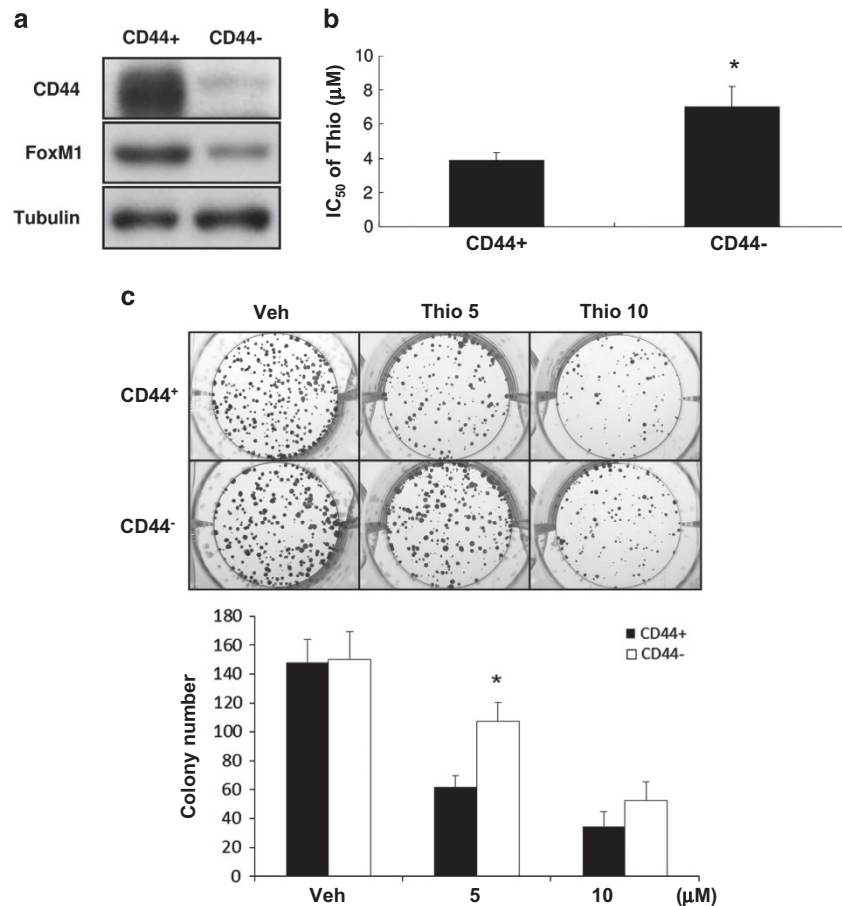 a
CD44+ CD44-
CD44
FoxM1
Tubulin
b
IC50 of Thio (μM)
10
8
6
4
2
0
*
CD44+ CD44-
c
Veh Thio 5 Thio 10
CD44+
CD44-
Colony number
180
160
140
120
100
80
60
40
20
0
*
CD44+
CD44-
Veh 5 10 (μM)